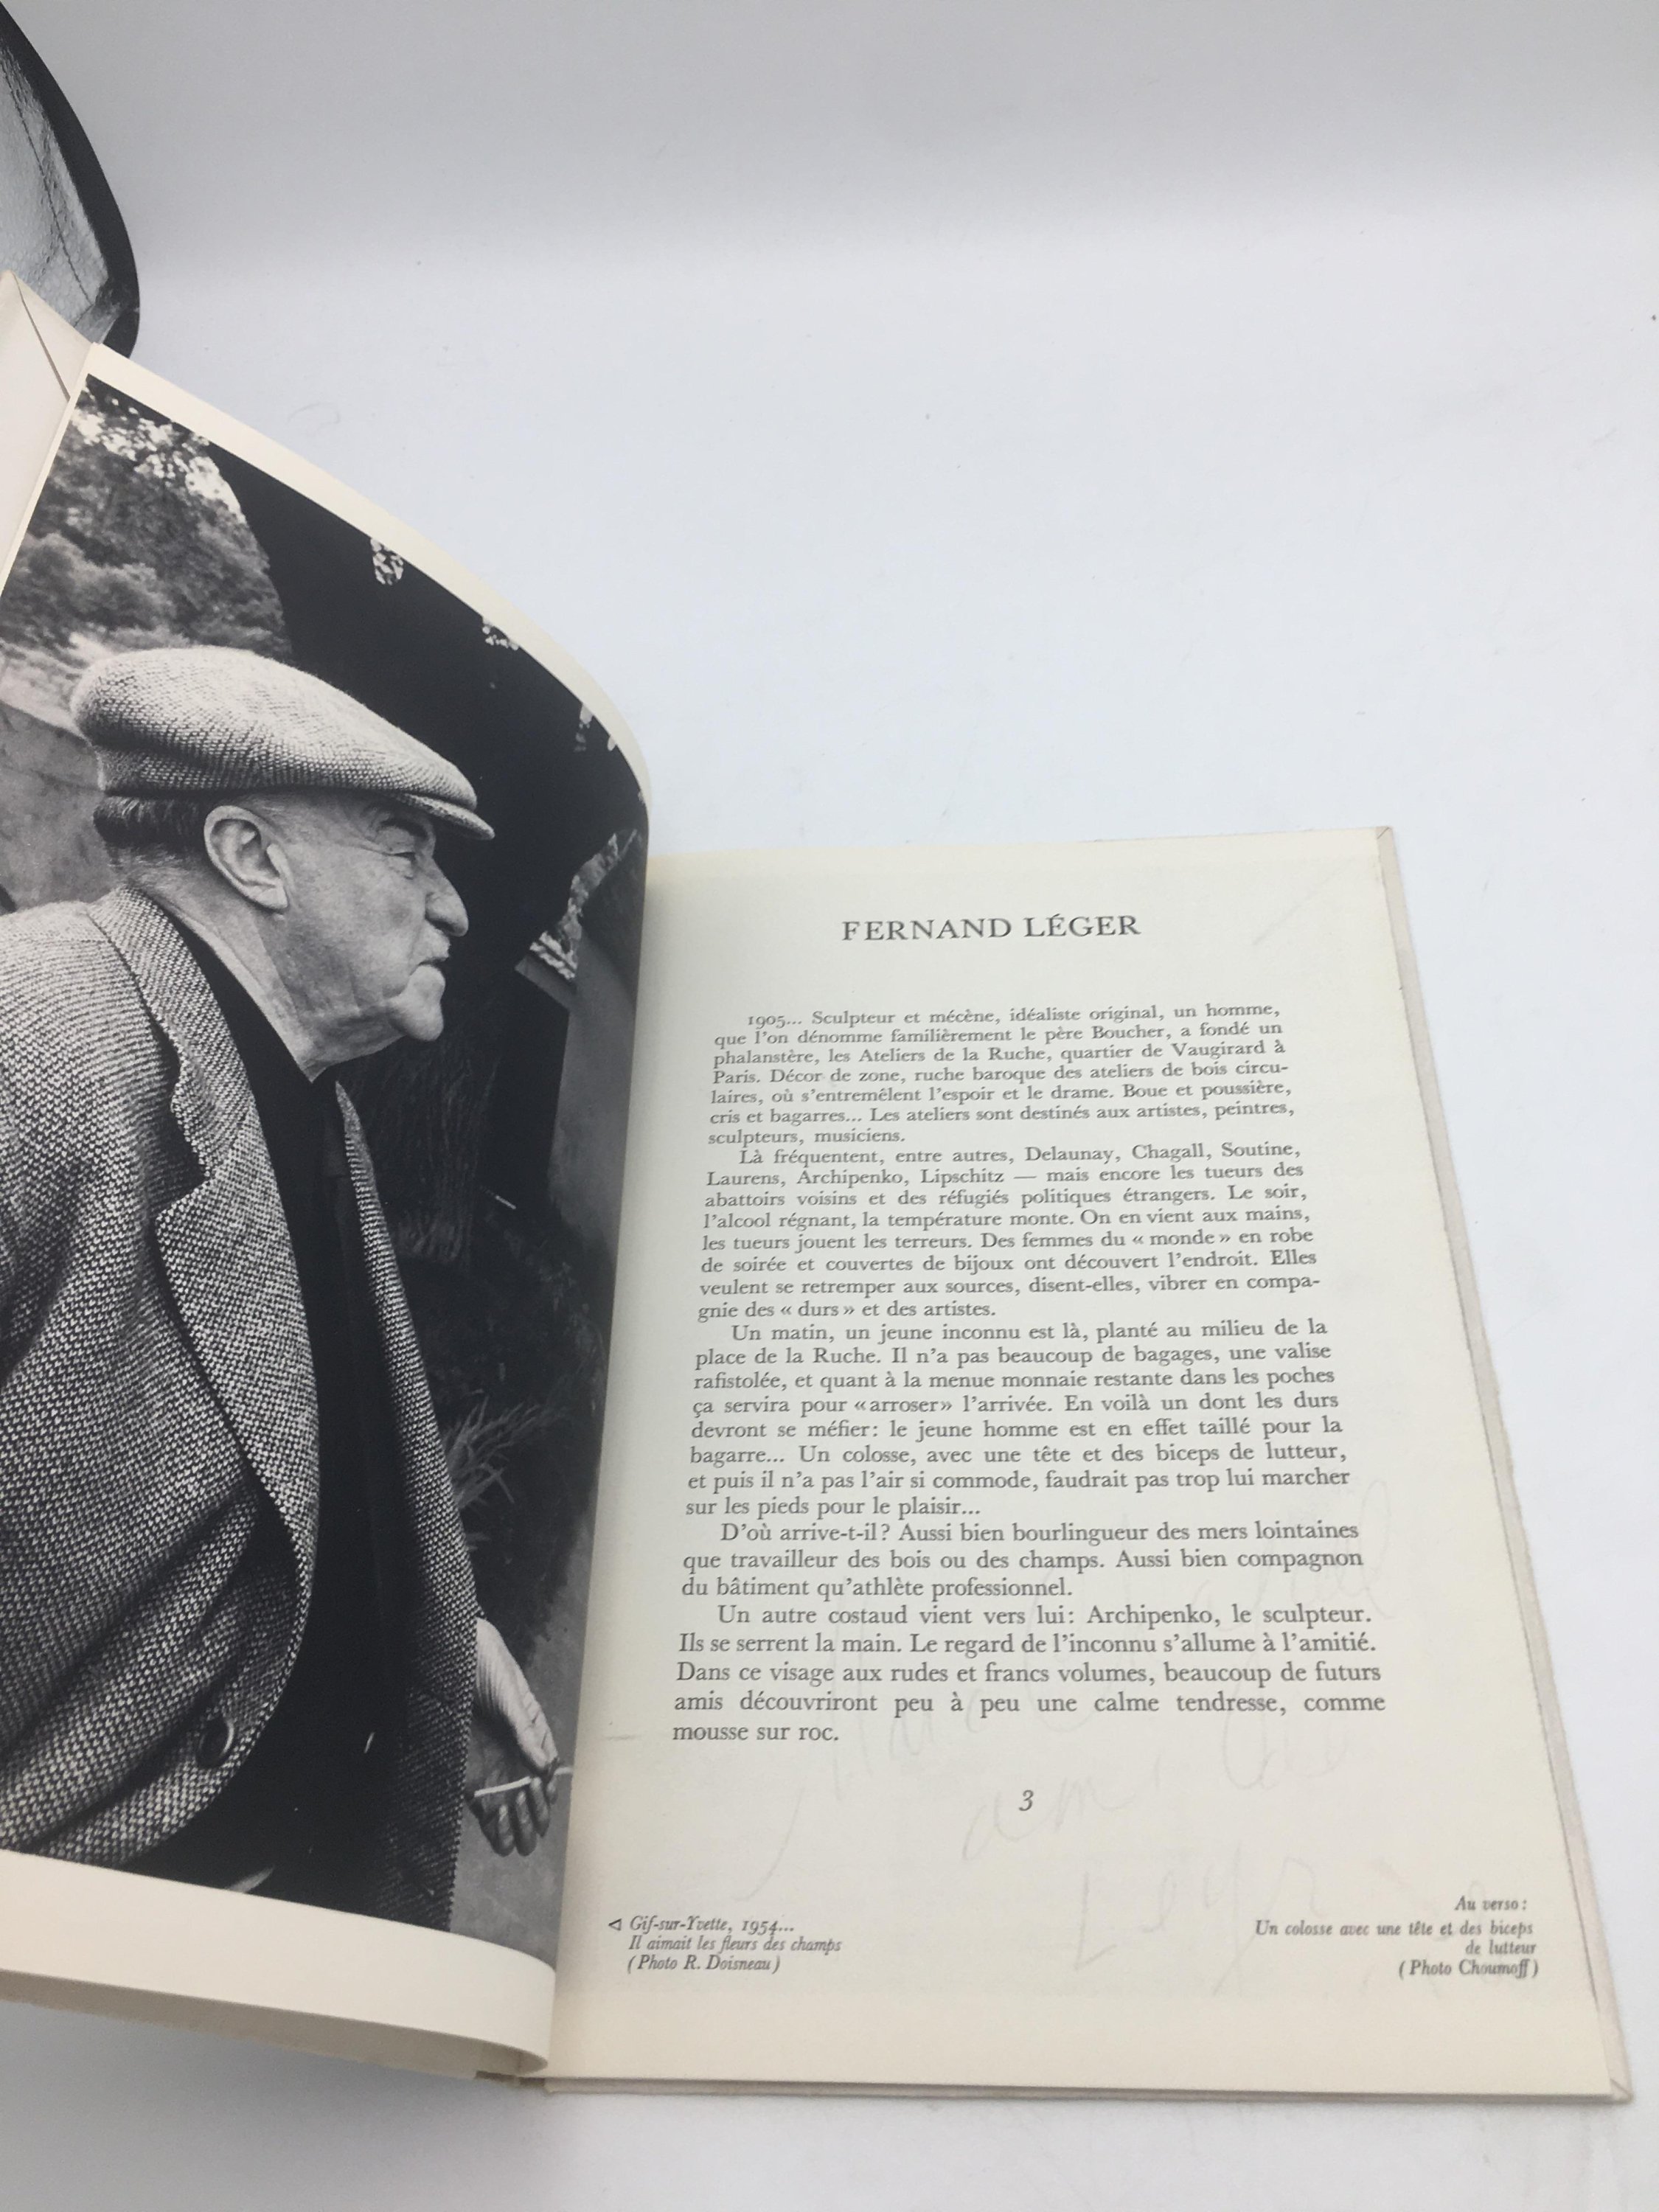 FERNAND LÉGER
1905... Sculpteur et mécène, idéaliste original, un homme,
que l'on dénomme familièrement le père Boucher, a fondé un
phalanstère, les Ateliers de la Ruche, quartier de Vaugirard à
Paris. Décor de zone, ruche baroque des ateliers de bois circu-
laires, où s'entremêlent l'espoir et le drame. Boue et poussière,
cris et bagarres... Les ateliers sont destinés aux artistes, peintres,
sculpteurs, musiciens.
Là fréquentent, entre autres, Delaunay, Chagall, Soutine,
Laurens, Archipenko, Lipschitz — mais encore les tueurs des
abattoirs voisins et des réfugiés politiques étrangers. Le soir,
l'alcool régnant, la température monte. On en vient aux mains,
les tueurs jouent les terreurs. Des femmes du « monde » en robe
de soirée et couvertes de bijoux ont découvert l'endroit. Elles
veulent se retremper aux sources, disent-elles, vibrer en compa-
gnie des « durs » et des artistes.
Un matin, un jeune inconnu est là, planté au milieu de la
place de la Ruche. Il n'a pas beaucoup de bagages, une valise
rafistolée, et quant à la menue monnaie restante dans les poches
ça servira pour «arroser» l'arrivée. En voilà un dont les durs
devront se méfier: le jeune homme est en effet taillé pour la
bagarre... Un colosse, avec une tête et des biceps de lutteur,
et puis il n'a pas l'air si commode, faudrait pas trop lui marcher
sur les pieds pour le plaisir...
D'où arrive-t-il? Aussi bien bourlingueur des mers lointaines
que travailleur des bois ou des champs. Aussi bien compagnon
du bâtiment qu'athlète professionnel.
Un autre costaud vient vers lui: Archipenko, le sculpteur.
Ils se serrent la main. Le regard de l'inconnu s'allume à l'amitié.
Dans ce visage aux rudes et francs volumes, beaucoup de futurs
amis découvriront peu à peu une calme tendresse, comme
mousse sur roc.
3
Gif-sur-Yvette, 1954...
Il aimait les fleurs des champs
(Photo R. Doisneau)
Au verso:
Un colosse avec une tête et des biceps
de lutteur
(Photo Choumoff)